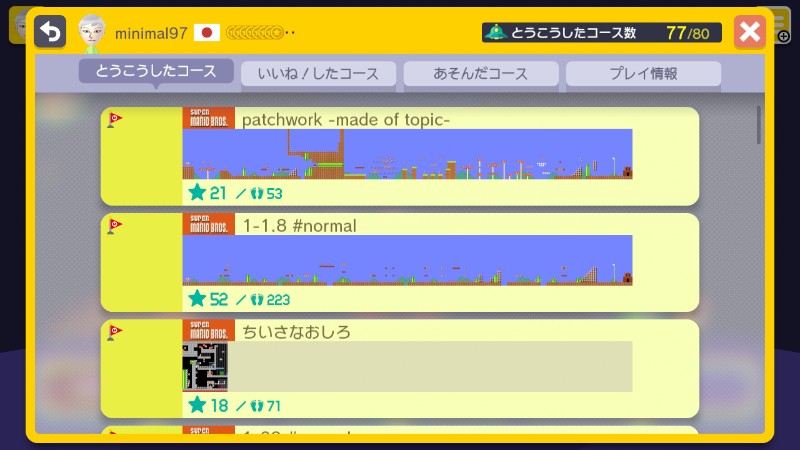 minimal97
とうこうしたコース数 77/80
とうこうしたコース
いいね!したコース
あそんだコース
プレイ情報
SUPER MARIO BROS.
patchwork -made of topic-
21 / 53
SUPER MARIO BROS.
1-1.8 #normal
52 / 223
SUPER MARIO BROS.
ちいさなおしろ
18 / 71
SUPER